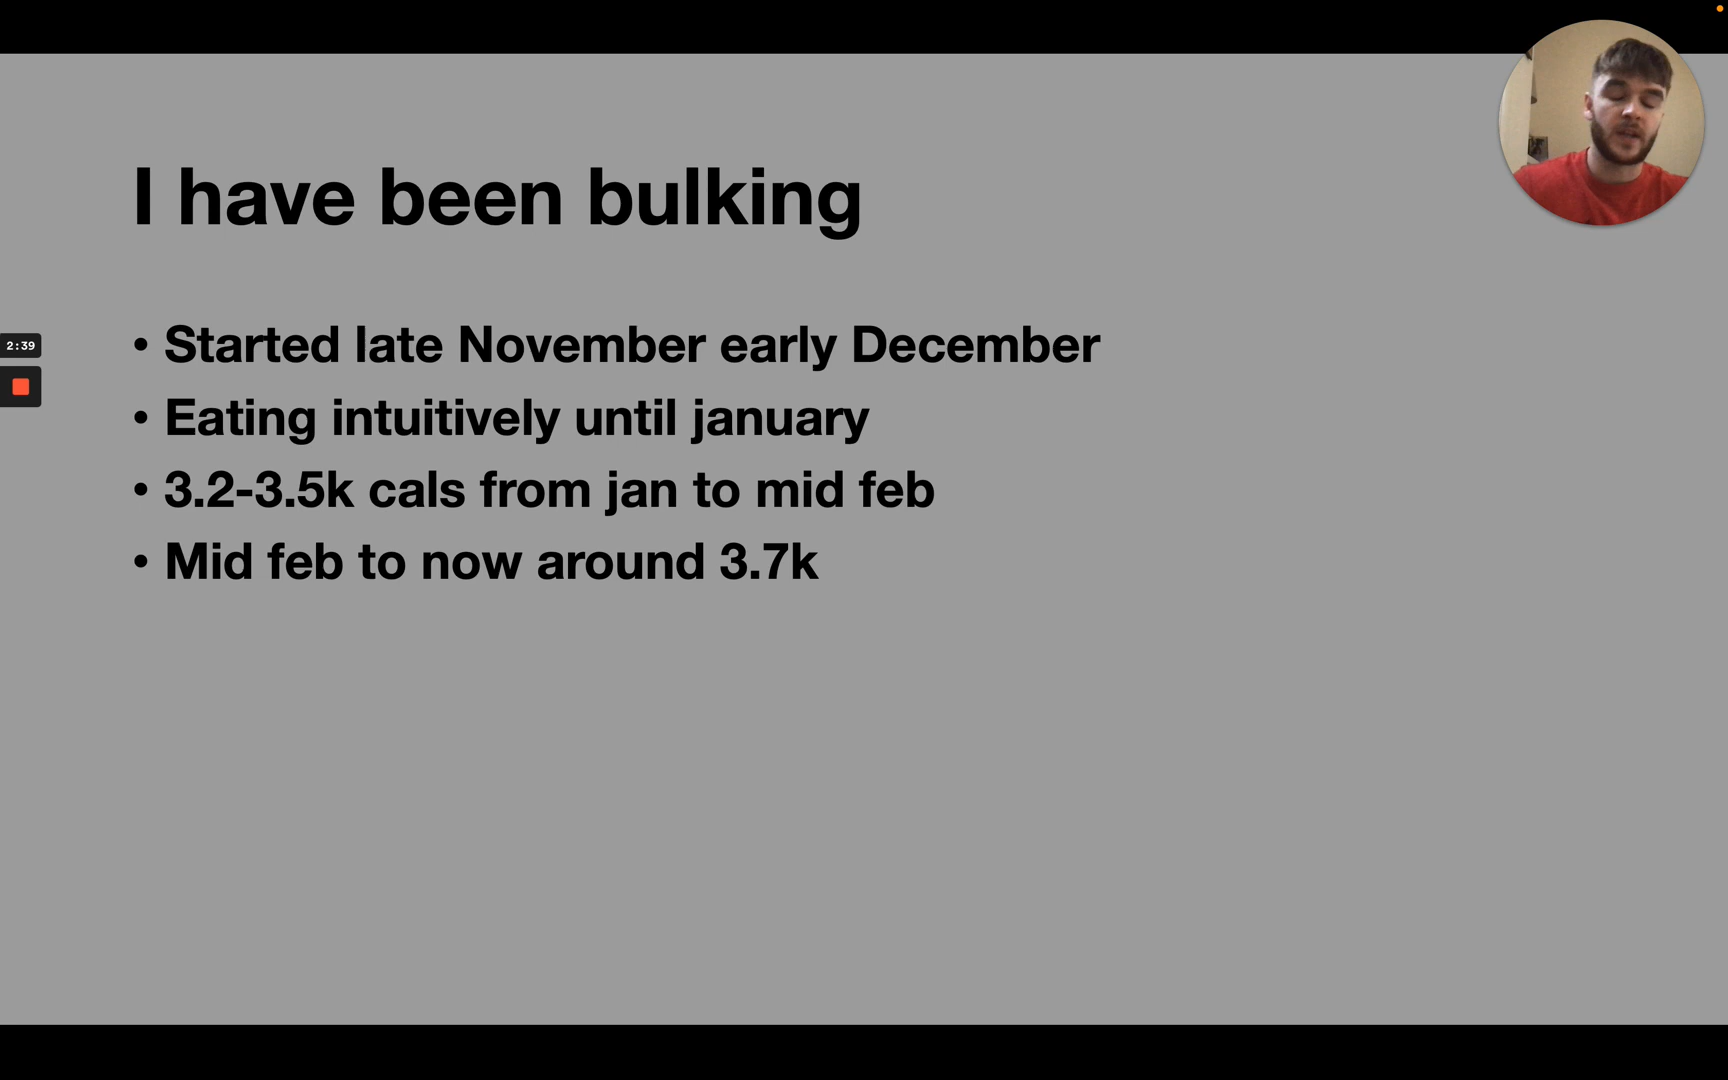 I have been bulking
• Started late November early December
2:39
• Eating intuitively until january
• 3.2-3.5k cals from jan to mid feb
• Mid feb to now around 3.7k